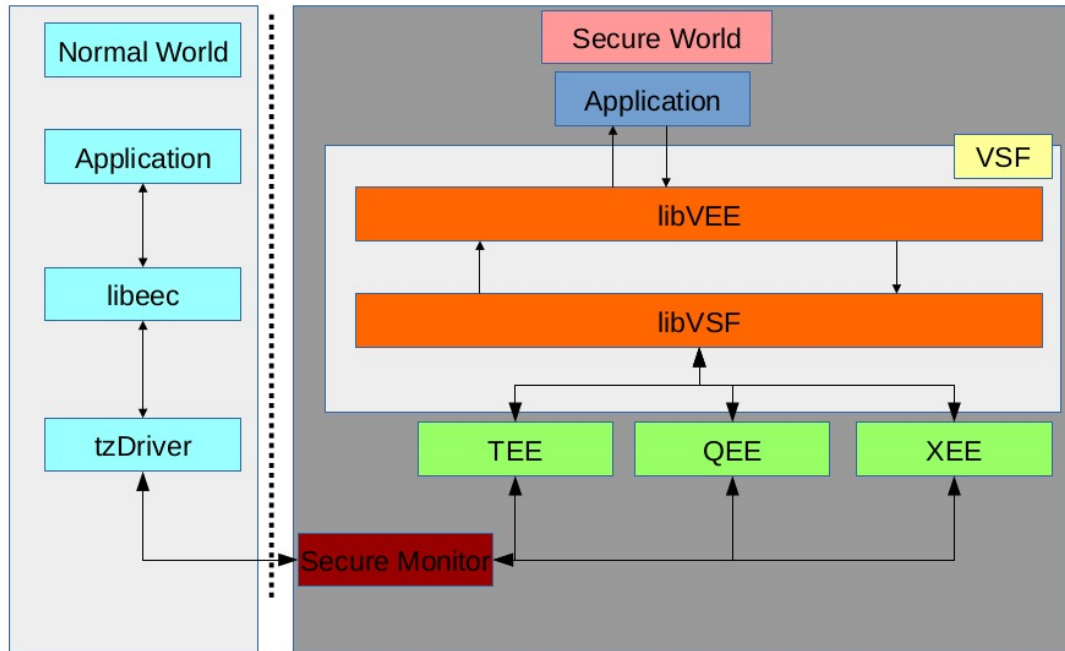 Normal World
Application
libeec
tzDriver
Secure World
Application
VSF
libVEE
libVSF
TEE
QEE
XEE
Secure Monitor